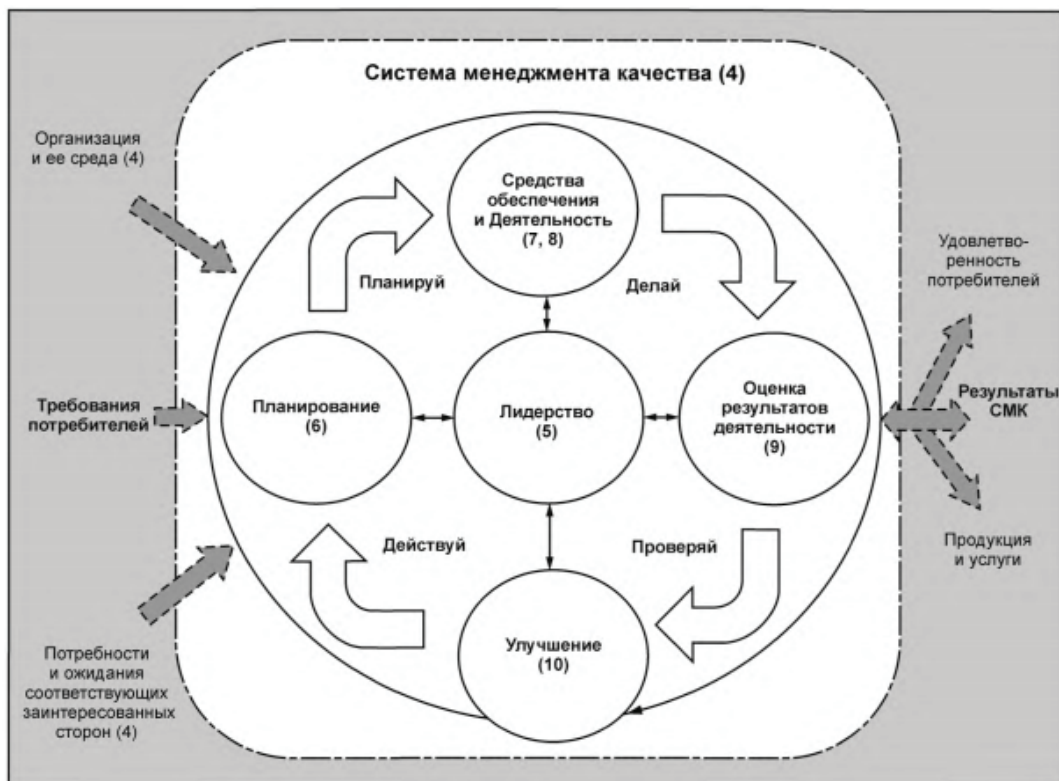 Система менеджмента качества (4)
Организация
и ее среда (4)
Средства
обеспечения
и Деятельность
(7, 8)
Планируй
Делай
Удовлетво-
ренность
потребителей
Требования
потребителей
Планирование
(6)
Лидерство
(5)
Оценка
результатов
деятельности
(9)
Результаты
СМК
Действуй
Проверяй
Продукция
и услуги
Улучшение
(10)
Потребности
и ожидания
соответствующих
заинтересованных
сторон (4)